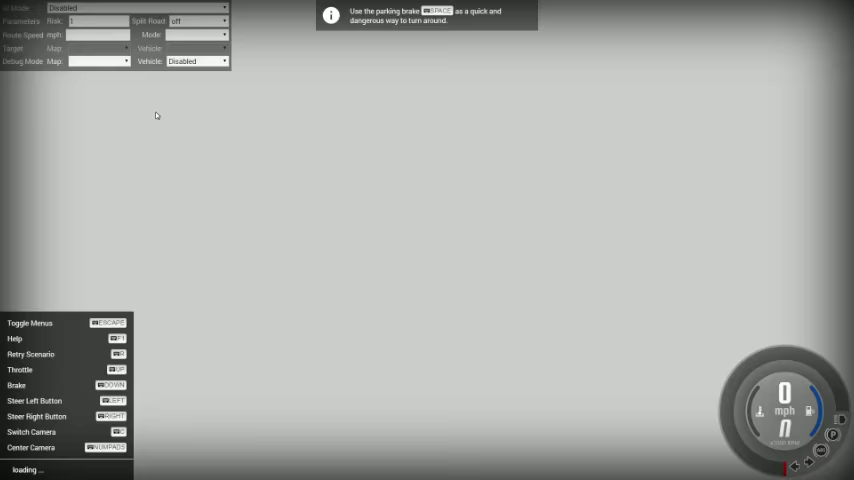 AI Mode Disabled
Parameters Risk: 1 Split Road off
Route Speed mph: Mode:
Target Map: Vehicle:
Debug Mode Map: Vehicle: Disabled
Use the parking brake SPACE as a quick and
dangerous way to turn around.
Toggle Menus ESCAPE
Help F1
Retry Scenario R
Throttle UP
Brake DOWN
Steer Left Button LEFT
Steer Right Button RIGHT
Switch Camera C
Center Camera NUMPAD5
loading ...
0
mph
n
x1000 RPM
P
ABS